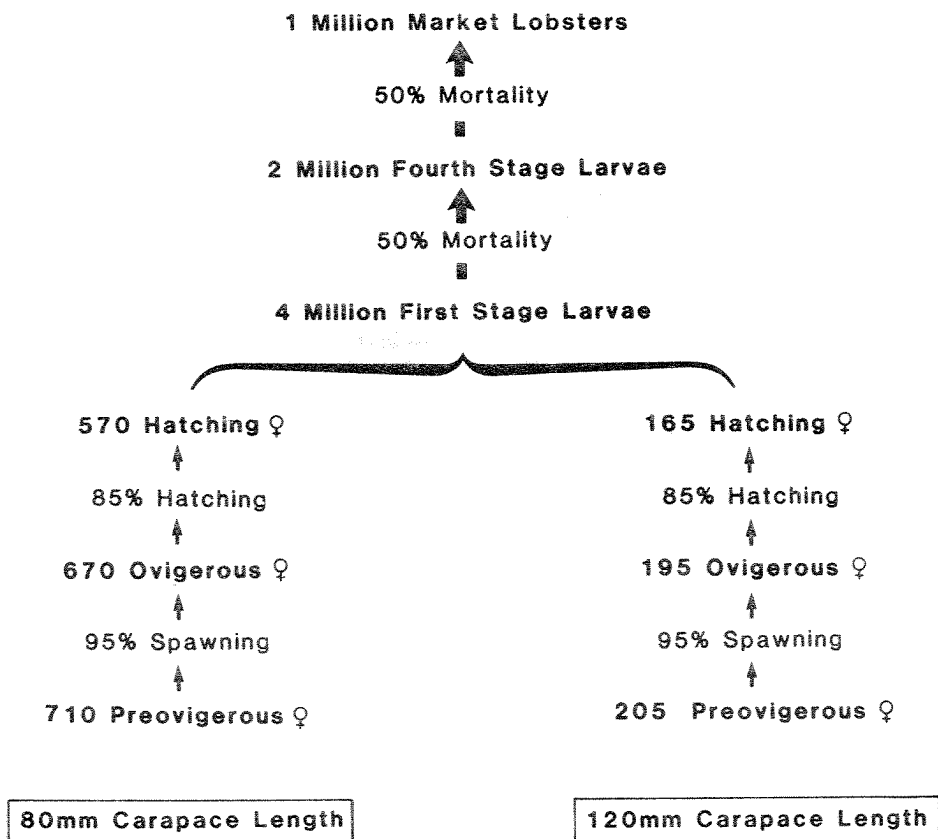 1 Million Market Lobsters
50% Mortality
2 Million Fourth Stage Larvae
50% Mortality
4 Million First Stage Larvae
570 Hatching ♀
85% Hatching
670 Ovigerous ♀
95% Spawning
710 Preovigerous ♀
80mm Carapace Length
165 Hatching ♀
85% Hatching
195 Ovigerous ♀
95% Spawning
205 Preovigerous ♀
120mm Carapace Length